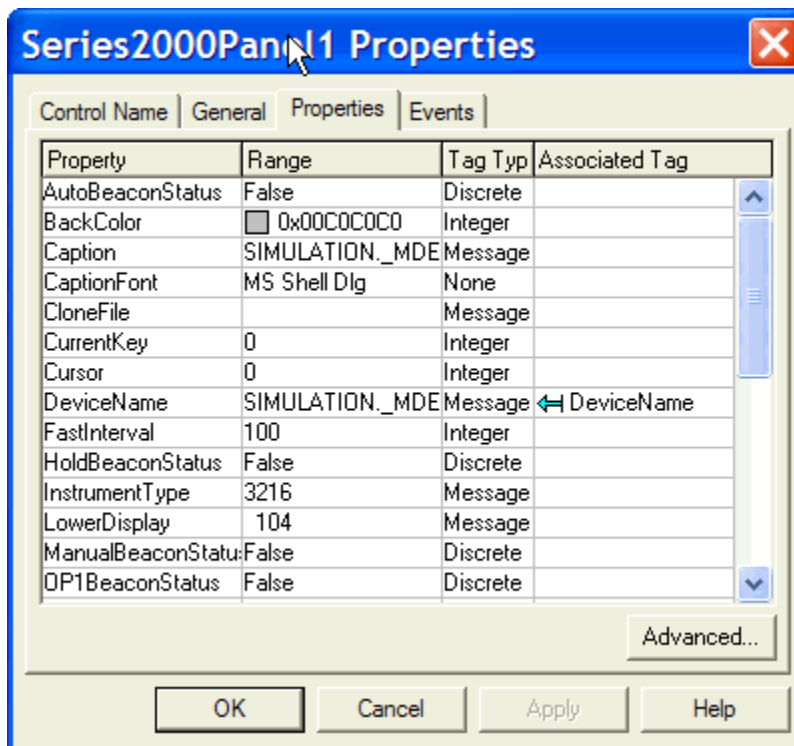 Series2000Panel1 Properties
Control Name General Properties Events
Property Range Tag Typ Associated Tag
AutoBeaconStatus False Discrete
BackColor 0x00C0C0C0 Integer
Caption SIMULATION._MDE Message
CaptionFont MS Shell Dlg None
CloneFile Message
CurrentKey 0 Integer
Cursor 0 Integer
DeviceName SIMULATION._MDE Message DeviceName
FastInterval 100 Integer
HoldBeaconStatus False Discrete
InstrumentType 3216 Message
LowerDisplay 104 Message
ManualBeaconStatu False Discrete
OP1BeaconStatus False Discrete
Advanced...
OK Cancel Apply Help